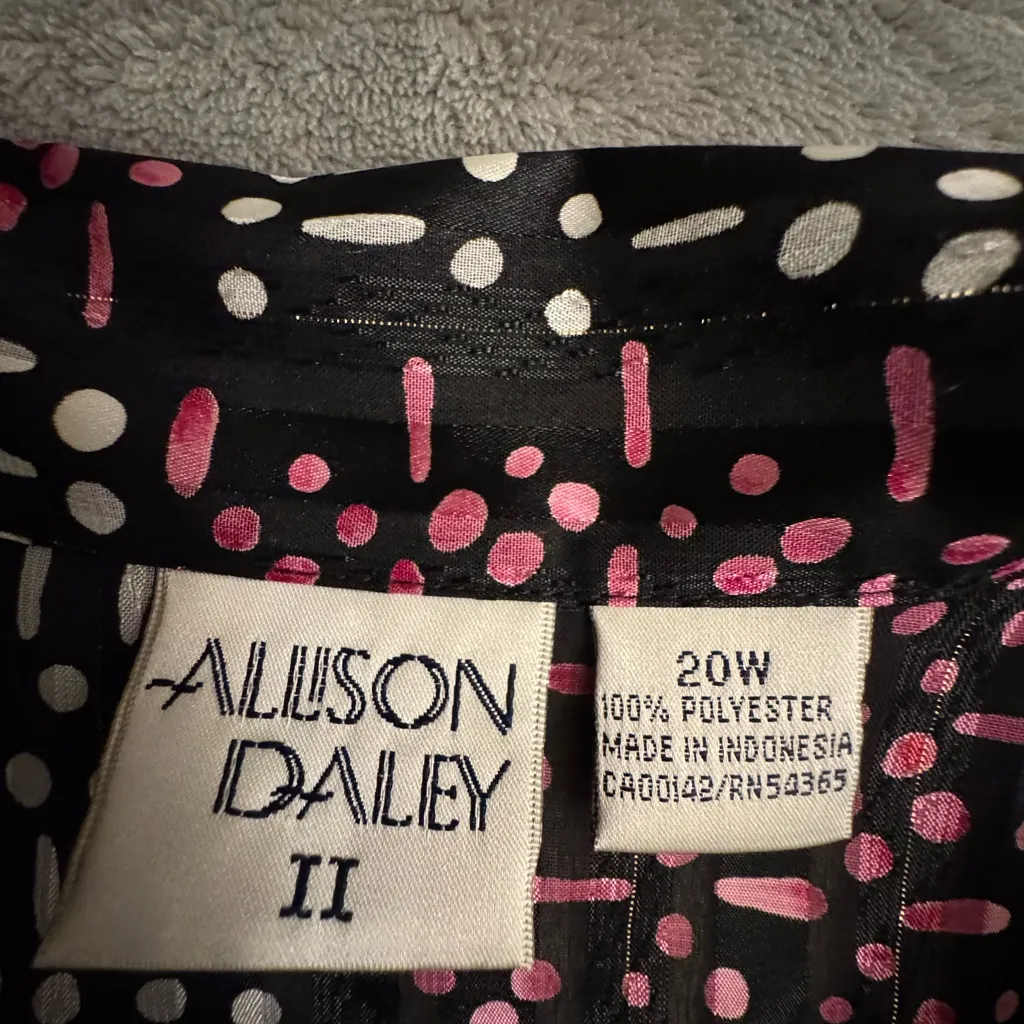 ALLISON
DALEY
II
20W
100% POLYESTER
MADE IN INDONESIA
CA00142/RN54365